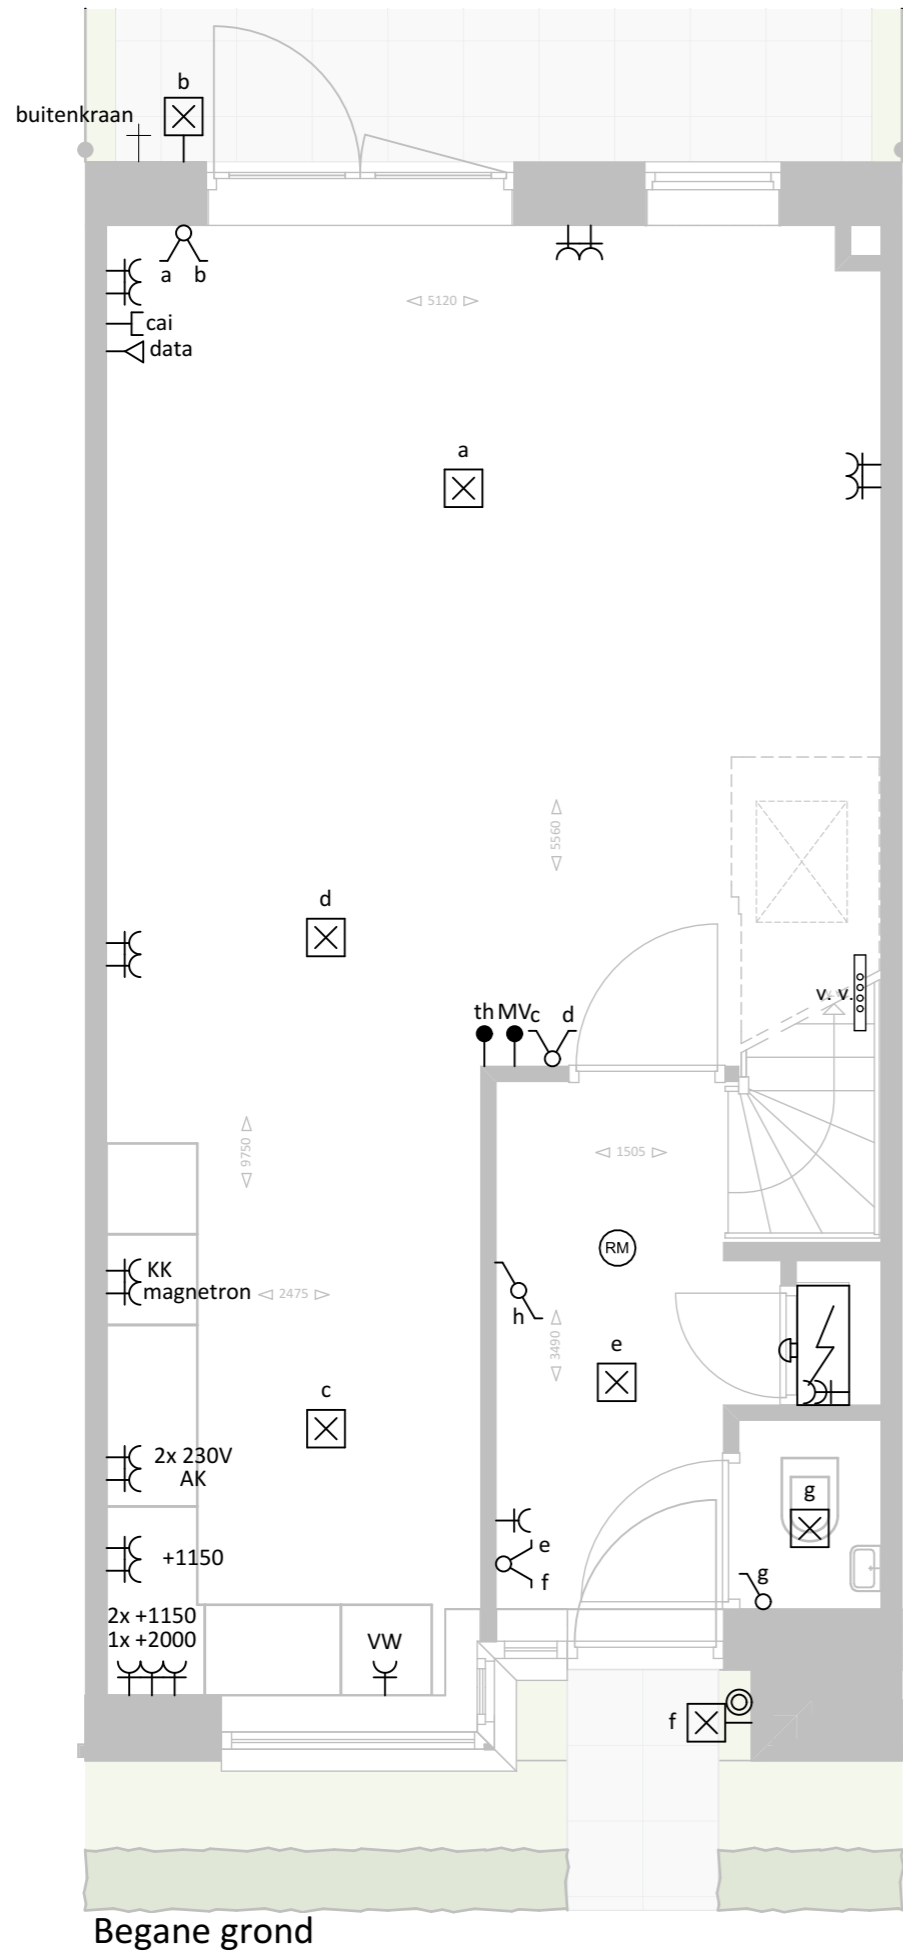 b
buitenkraan
a b
5120
cai
data
a
5560
d
v. v.
th MV c d
9750
1505
RM
KK
magnetron
2475
h
3490
e
c
2x 230V
AK
g
e
+1150
f
g
2x +1150
1x +2000
VW
f
Begane grond